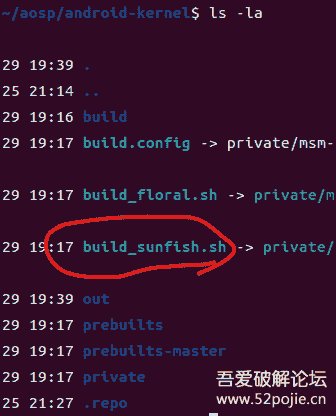 ~/aosp/android-kernel$ ls -la
29 19:39 .
25 21:14 ..
29 19:16 build
29 19:17 build.config -> private/msm-
29 19:17 build_floral.sh -> private/m
29 19:17 build_sunfish.sh -> private/
29 19:39 out
29 19:17 prebuilts
29 19:17 prebuilts-master
29 19:17 private
25 21:27 .repo
吾爱破解论坛
www.52pojie.cn